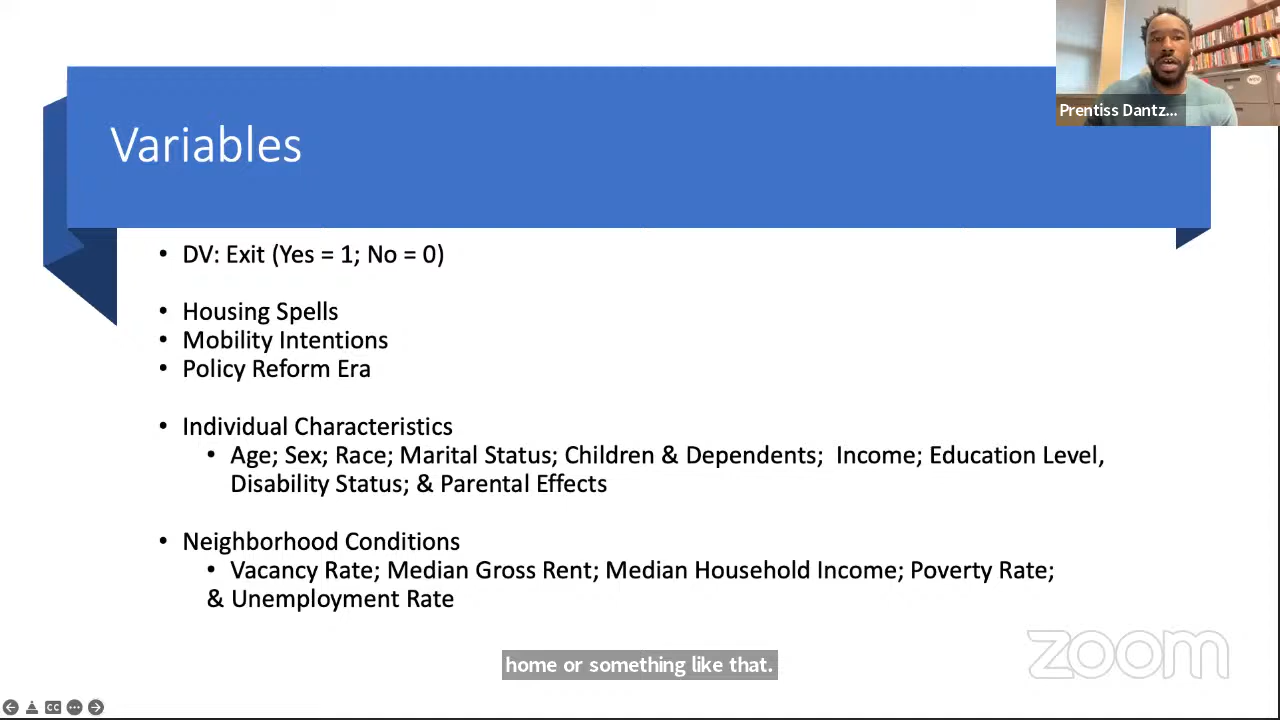 Prentiss Dantz...
Variables
• DV: Exit (Yes = 1; No = 0)
• Housing Spells
• Mobility Intentions
• Policy Reform Era
• Individual Characteristics
• Age; Sex; Race; Marital Status; Children & Dependents; Income; Education Level,
Disability Status; & Parental Effects
• Neighborhood Conditions
• Vacancy Rate; Median Gross Rent; Median Household Income; Poverty Rate;
& Unemployment Rate
home or something like that.
zoom
CC